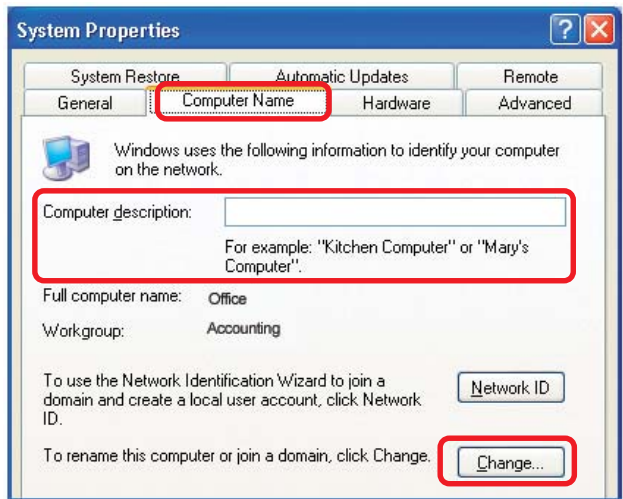 System Properties
System Restore Automatic Updates Remote
General Computer Name Hardware Advanced
Windows uses the following information to identify your computer
on the network.
Computer description:
For example: "Kitchen Computer" or "Mary's
Computer".
Full computer name: Office
Workgroup: Accounting
To use the Network Identification Wizard to join a
domain and create a local user account, click Network
ID.
Network ID
To rename this computer or join a domain, click Change.
Change...